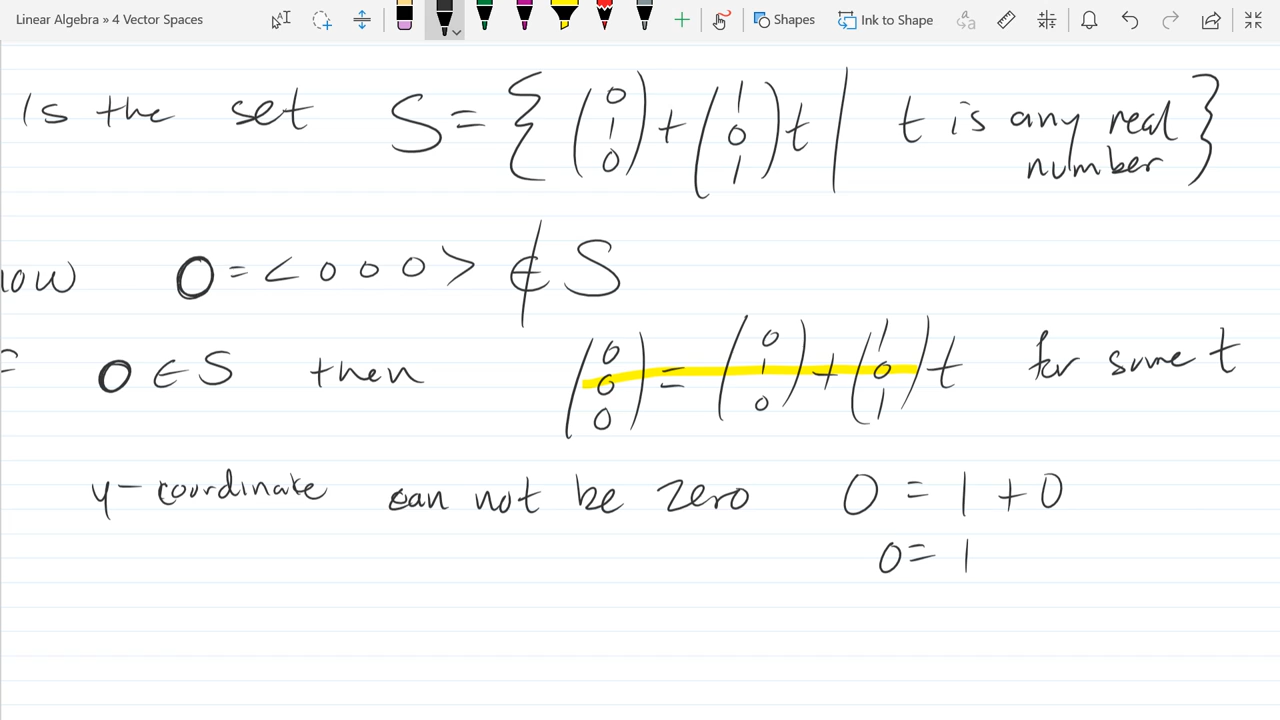 Linear Algebra » 4 Vector Spaces
Shapes
Ink to Shape
Is the set S = { (0 1 0) + (1 0 1) t | t is any real number }
0 = < 0 0 0 > ∉ S
0 ∈ S then (0 0 0) = (0 1 0) + (1 0 1) t for some t
y-coordinate can not be zero 0 = 1 + 0
0 = 1